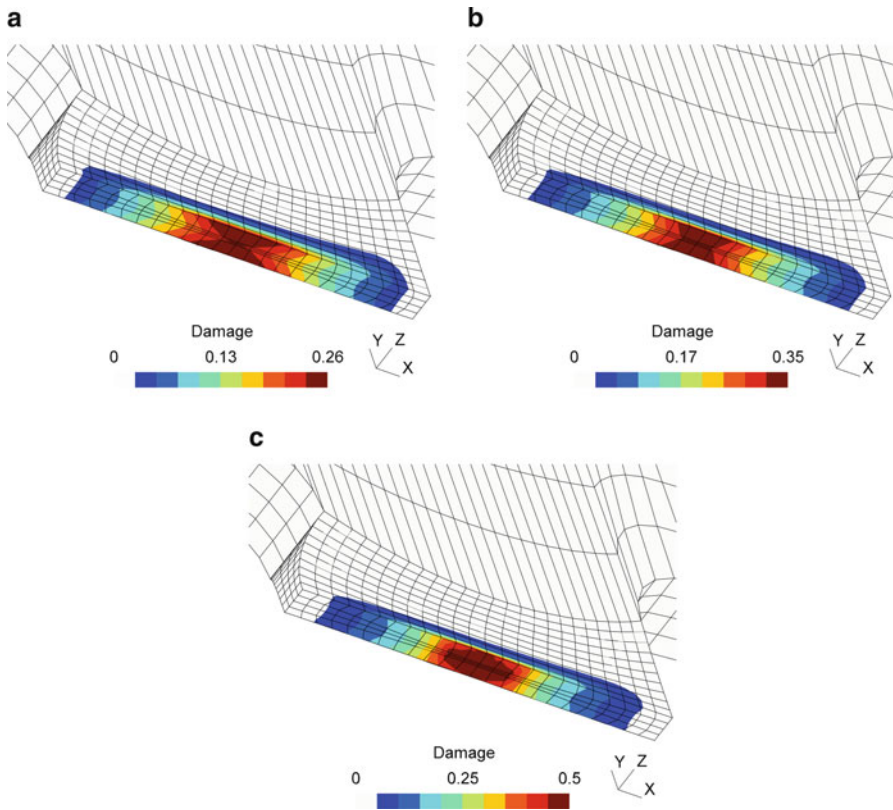 a
b
Damage
0 0.13 0.26
Y Z
X
Damage
0 0.17 0.35
Y Z
X
c
Damage
0 0.25 0.5
Y Z
X